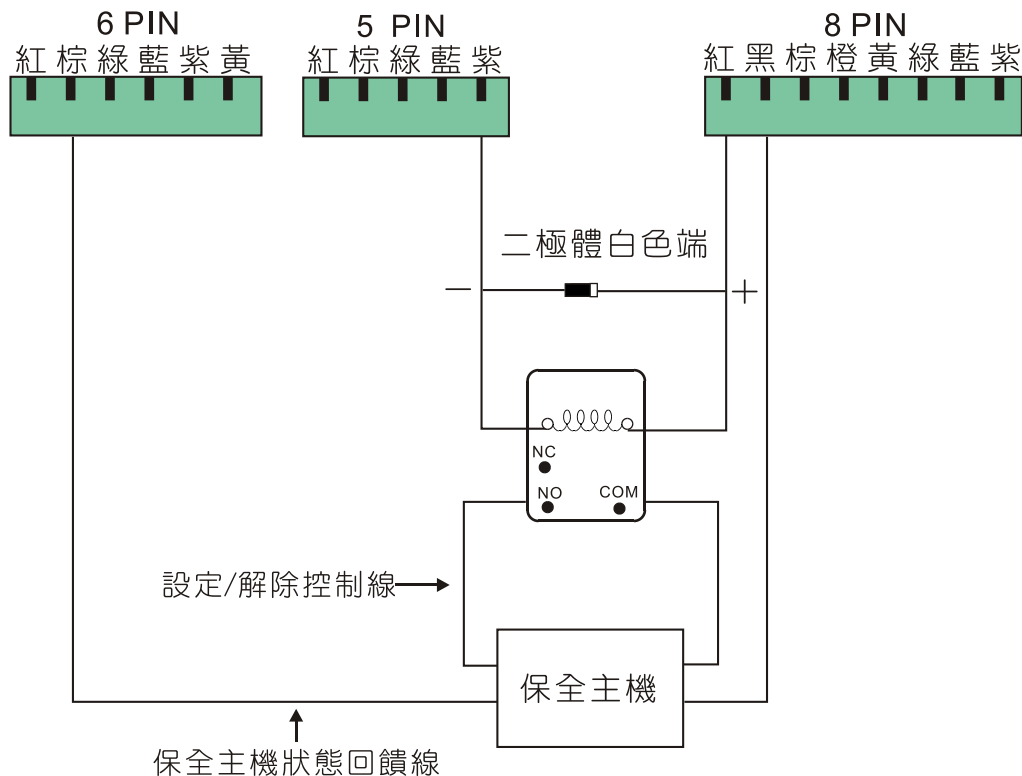 6 PIN
紅棕綠藍紫黃
5 PIN
紅棕綠藍紫
8 PIN
紅黑棕橙黃綠藍紫
二極體白色端
− +
NC
NO
COM
設定/解除控制線
保全主機
保全主機狀態回饋線